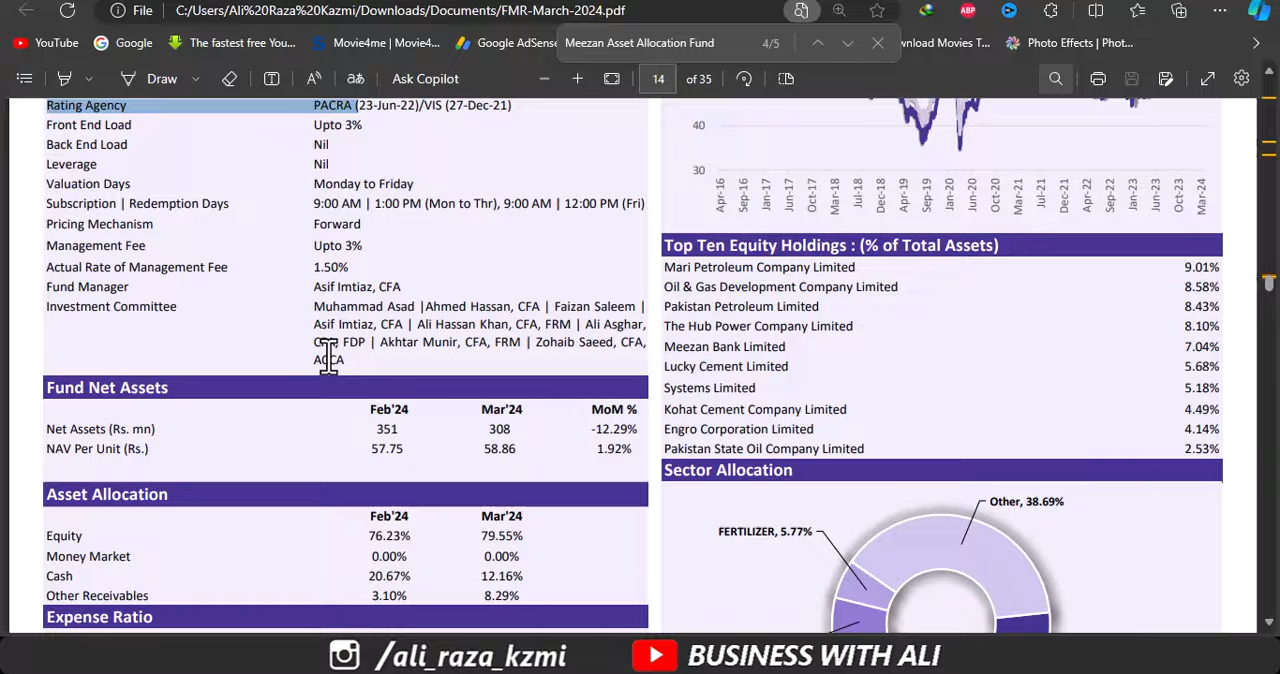 File
C:/Users/Ali%20Raza%20Kazmi/Downloads/Documents/FMR-March-2024.pdf
YouTube
Google
The fastest free You...
Movie4me | Movie4...
Google AdSense
Meezan Asset Allocation Fund
4/5
wnload Movies T...
Photo Effects | Phot...
Draw
Ask Copilot
14 of 35
Rating Agency PACRA (23-Jun-22)/VIS (27-Dec-21)
Front End Load Upto 3%
Back End Load Nil
Leverage Nil
Valuation Days Monday to Friday
Subscription | Redemption Days 9:00 AM | 1:00 PM (Mon to Thr), 9:00 AM | 12:00 PM (Fri)
Pricing Mechanism Forward
Management Fee Upto 3%
Actual Rate of Management Fee 1.50%
Fund Manager Asif Imtiaz, CFA
Investment Committee Muhammad Asad |Ahmed Hassan, CFA | Faizan Saleem |
Asif Imtiaz, CFA | Ali Hassan Khan, CFA, FRM | Ali Asghar,
FDP | Akhtar Munir, CFA, FRM | Zohaib Saeed, CFA,
ACCA
Fund Net Assets
Feb'24 Mar'24 MoM %
Net Assets (Rs. mn) 351 308 -12.29%
NAV Per Unit (Rs.) 57.75 58.86 1.92%
Asset Allocation
Feb'24 Mar'24
Equity 76.23% 79.55%
Money Market 0.00% 0.00%
Cash 20.67% 12.16%
Other Receivables 3.10% 8.29%
Expense Ratio
40
30
Apr-16 Sep-16 Jan-17 Jun-17 Oct-17 Mar-18 Jul-18 Dec-18 Apr-19 Sep-19 Jan-20 Jun-20 Oct-20 Mar-21 Jul-21 Dec-21 Apr-22 Sep-22 Jan-23 Jun-23 Oct-23 Mar-24
Top Ten Equity Holdings : (% of Total Assets)
Mari Petroleum Company Limited 9.01%
Oil & Gas Development Company Limited 8.58%
Pakistan Petroleum Limited 8.43%
The Hub Power Company Limited 8.10%
Meezan Bank Limited 7.04%
Lucky Cement Limited 5.68%
Systems Limited 5.18%
Kohat Cement Company Limited 4.49%
Engro Corporation Limited 4.14%
Pakistan State Oil Company Limited 2.53%
Sector Allocation
Other, 38.69%
FERTILIZER, 5.77%
/ali_raza_kzmi
BUSINESS WITH ALI